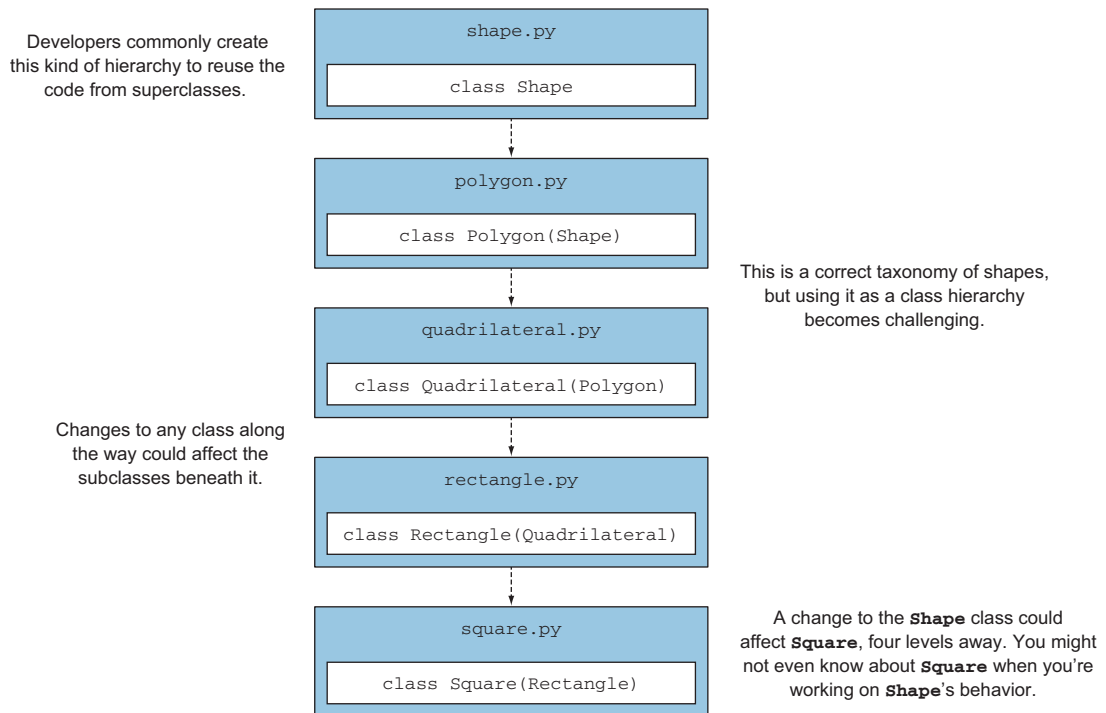 Developers commonly create
this kind of hierarchy to reuse the
code from superclasses.
shape.py
class Shape
polygon.py
class Polygon(Shape)
This is a correct taxonomy of shapes,
but using it as a class hierarchy
becomes challenging.
quadrilateral.py
class Quadrilateral(Polygon)
Changes to any class along
the way could affect the
subclasses beneath it.
rectangle.py
class Rectangle(Quadrilateral)
square.py
class Square(Rectangle)
A change to the Shape class could
affect Square, four levels away. You might
not even know about Square when you’re
working on Shape’s behavior.